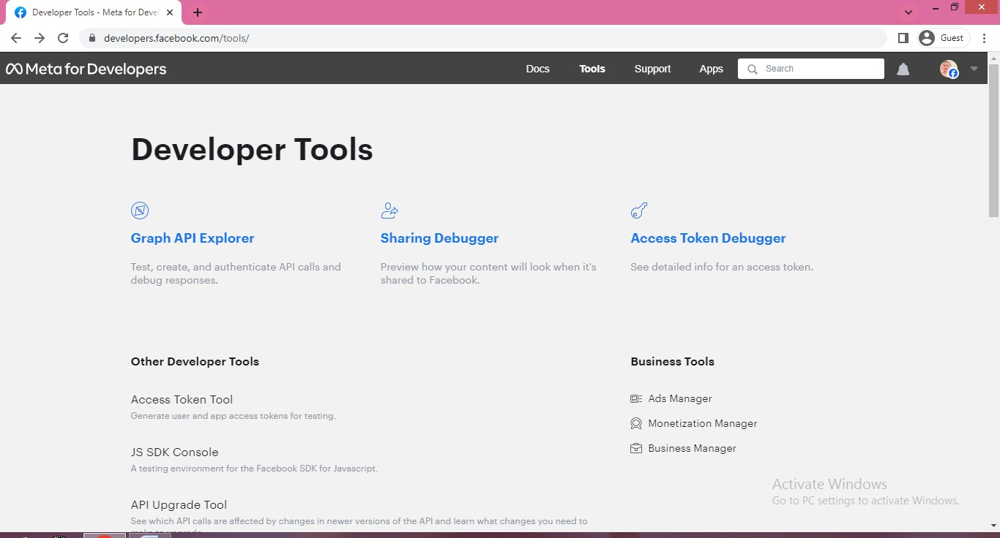 Developer Tools - Meta for Devel
developers.facebook.com/tools/
Guest
Meta for Developers
Docs
Tools
Support
Apps
Search
Developer Tools
Graph API Explorer
Test, create, and authenticate API calls and
debug responses.
Sharing Debugger
Preview how your content will look when it's
shared to Facebook.
Access Token Debugger
See detailed info for an access token.
Other Developer Tools
Access Token Tool
Generate user and app access tokens for testing.
JS SDK Console
A testing environment for the Facebook SDK for Javascript.
API Upgrade Tool
See which API calls are affected by changes in newer versions of the API and learn what changes you need to
make to upgrade.
Business Tools
Ads Manager
Monetization Manager
Business Manager
Activate Windows
Go to PC settings to activate Windows.